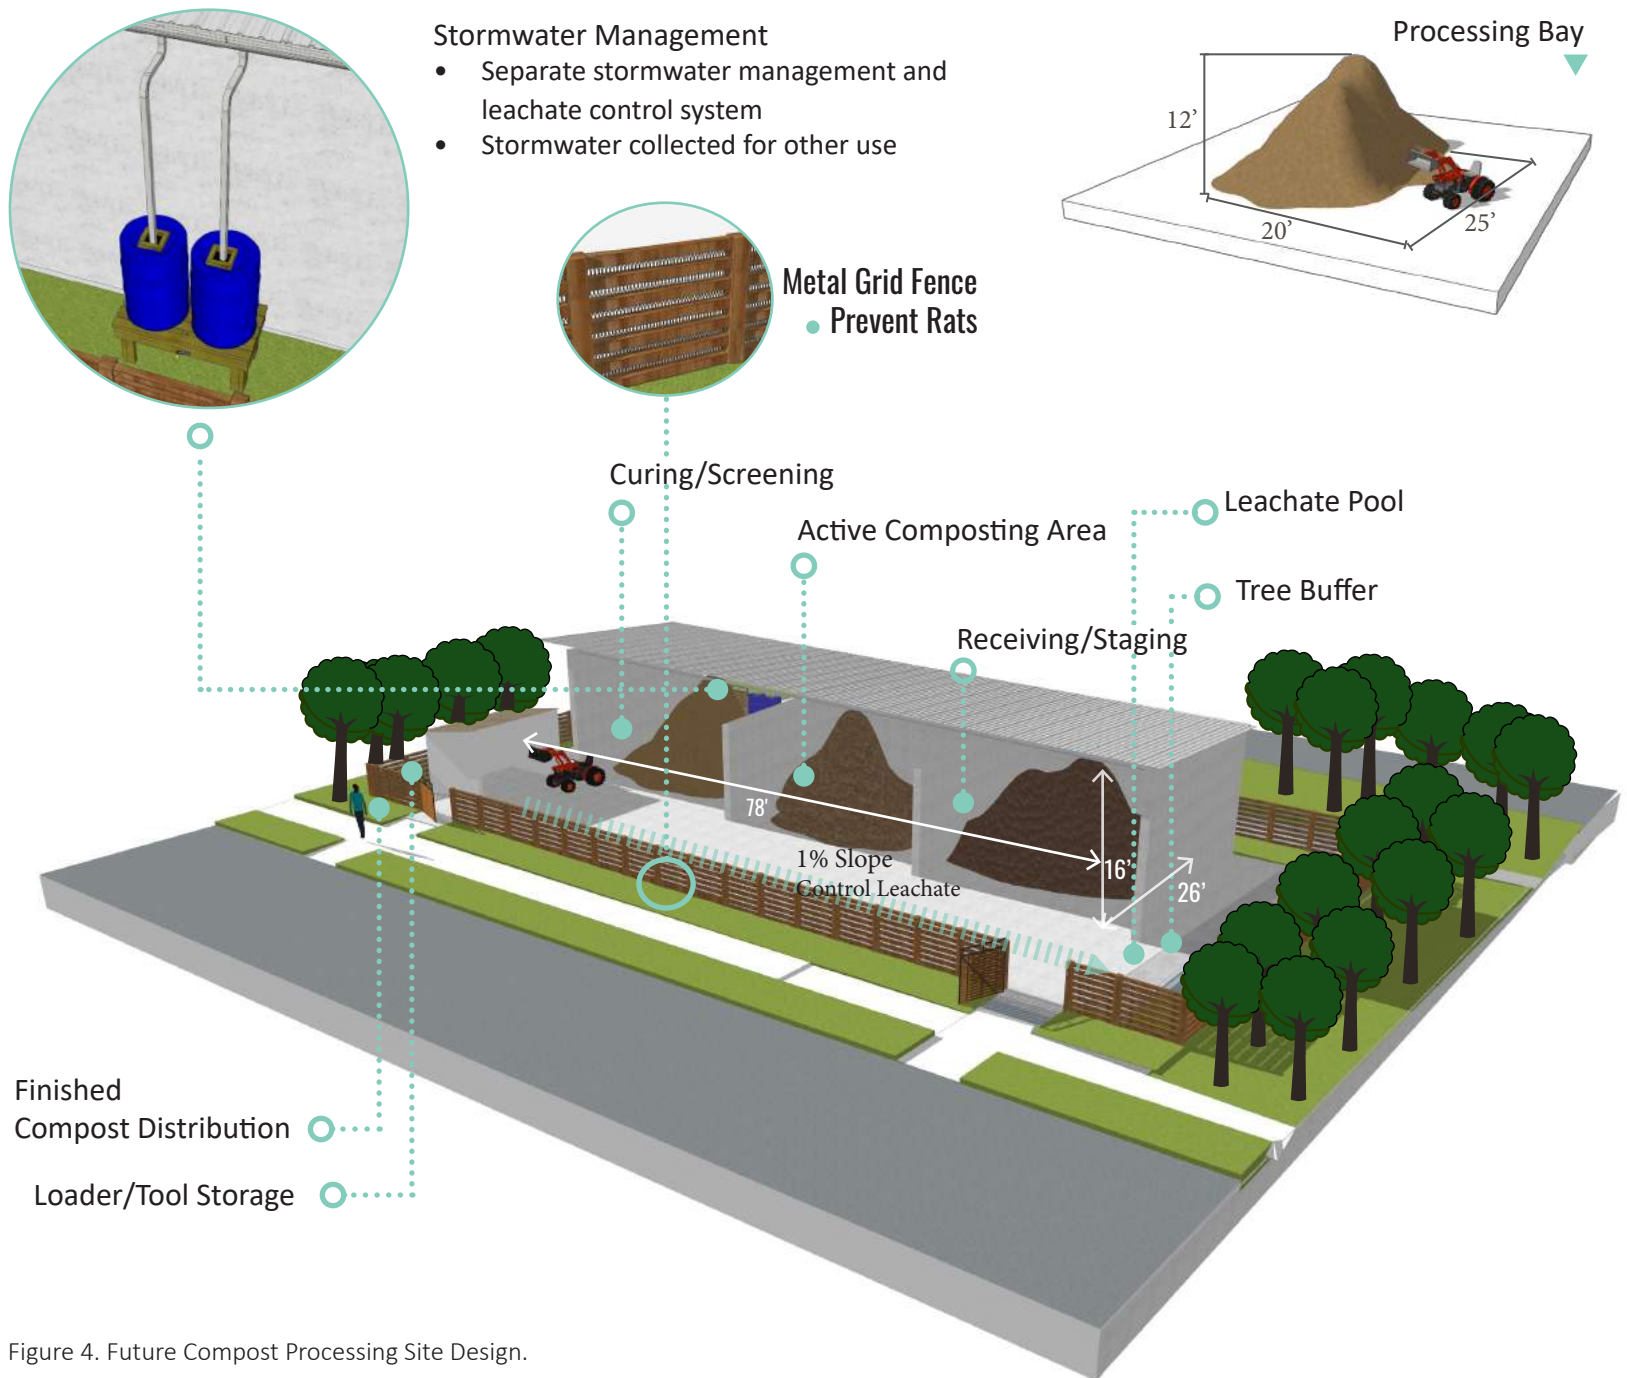 Stormwater Management
• Separate stormwater management and
leachate control system
• Stormwater collected for other use
Processing Bay
12’
20’
25’
Metal Grid Fence
Prevent Rats
Curing/Screening
Active Composting Area
Receiving/Staging
Leachate Pool
Tree Buffer
78'
1% Slope
Control Leachate
16'
26'
Finished
Compost Distribution
Loader/Tool Storage
Figure 4. Future Compost Processing Site Design.